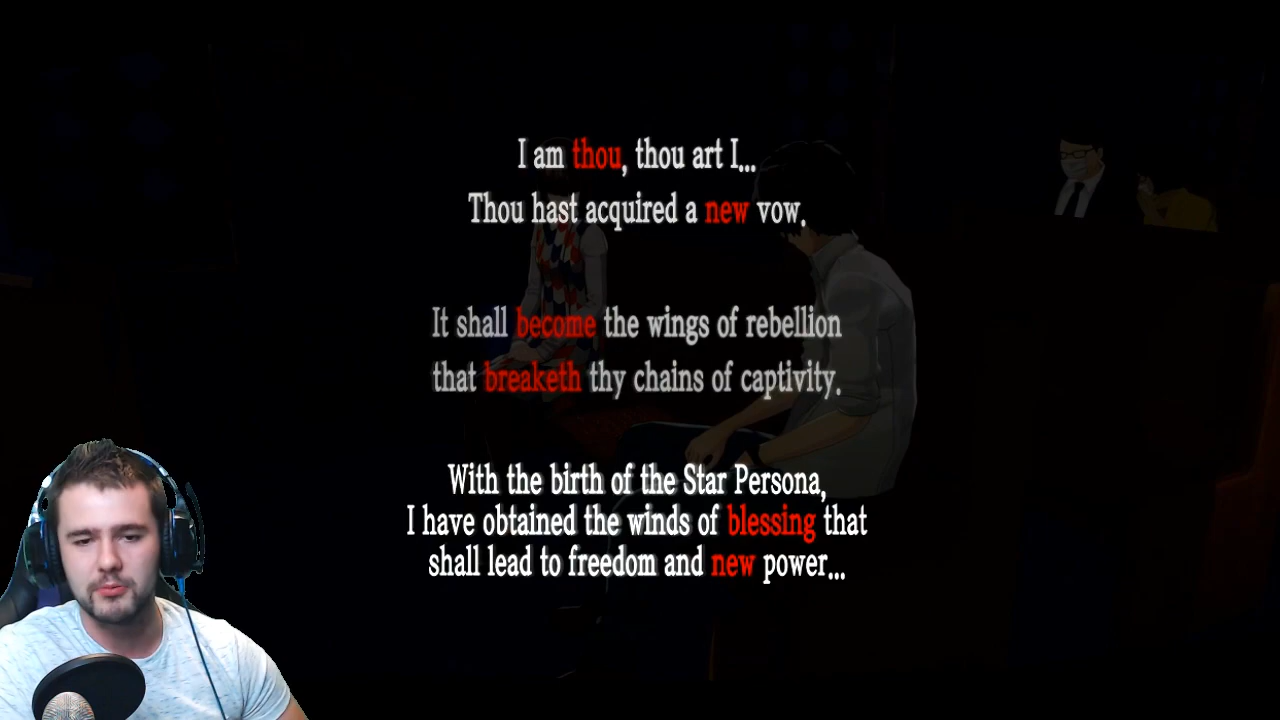 I am thou, thou art I...
Thou hast acquired a new vow.
It shall become the wings of rebellion
that breaketh thy chains of captivity.
With the birth of the Star Persona,
I have obtained the winds of blessing that
shall lead to freedom and new power...